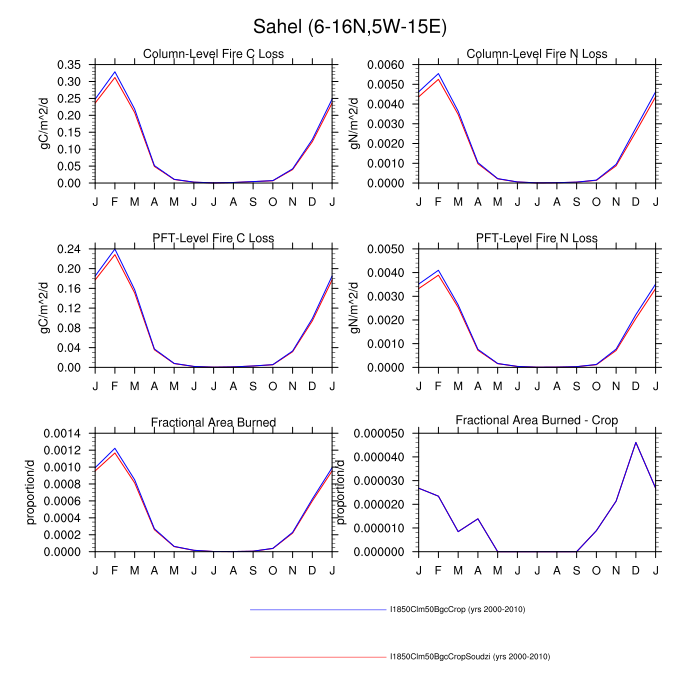 Sahel (6-16N,5W-15E)
Column-Level Fire C Loss
gC/m^2/d
0.35
0.30
0.25
0.20
0.15
0.10
0.05
0.00
J F M A M J J A S O N D J
Column-Level Fire N Loss
gN/m^2/d
0.0060
0.0050
0.0040
0.0030
0.0020
0.0010
0.0000
J F M A M J J A S O N D J
PFT-Level Fire C Loss
gC/m^2/d
0.24
0.20
0.16
0.12
0.08
0.04
0.00
J F M A M J J A S O N D J
PFT-Level Fire N Loss
gN/m^2/d
0.0050
0.0040
0.0030
0.0020
0.0010
0.0000
J F M A M J J A S O N D J
Fractional Area Burned
proportion/d
0.0014
0.0012
0.0010
0.0008
0.0006
0.0004
0.0002
0.0000
J F M A M J J A S O N D J
Fractional Area Burned - Crop
proportion/d
0.000050
0.000040
0.000030
0.000020
0.000010
0.000000
J F M A M J J A S O N D J
I1850Clm50BgcCrop (yrs 2000-2010)
I1850Clm50BgcCropSoudzi (yrs 2000-2010)